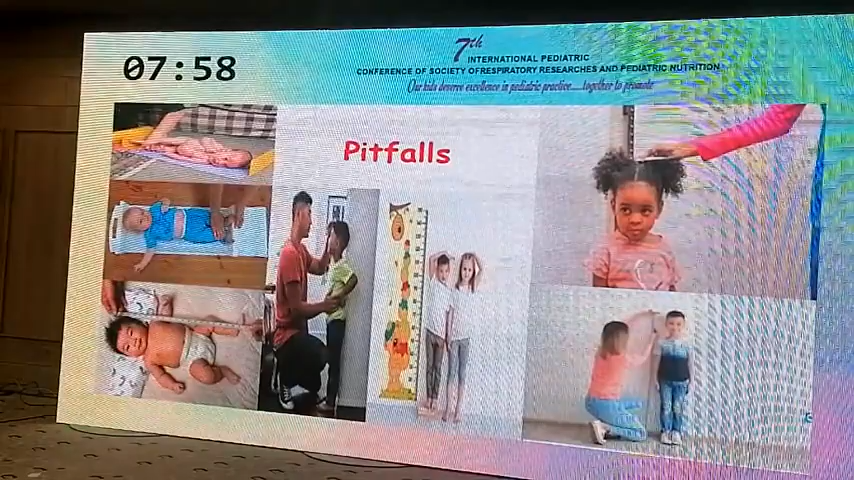 07:58
7th
INTERNATIONAL PEDIATRIC
CONFERENCE OF SOCIETY OFRESPIRATORY RESEARCHES AND PEDIATRIC NUTRITION
Our kids deserve excellence in pediatric practice.....together to promote
Pitfalls